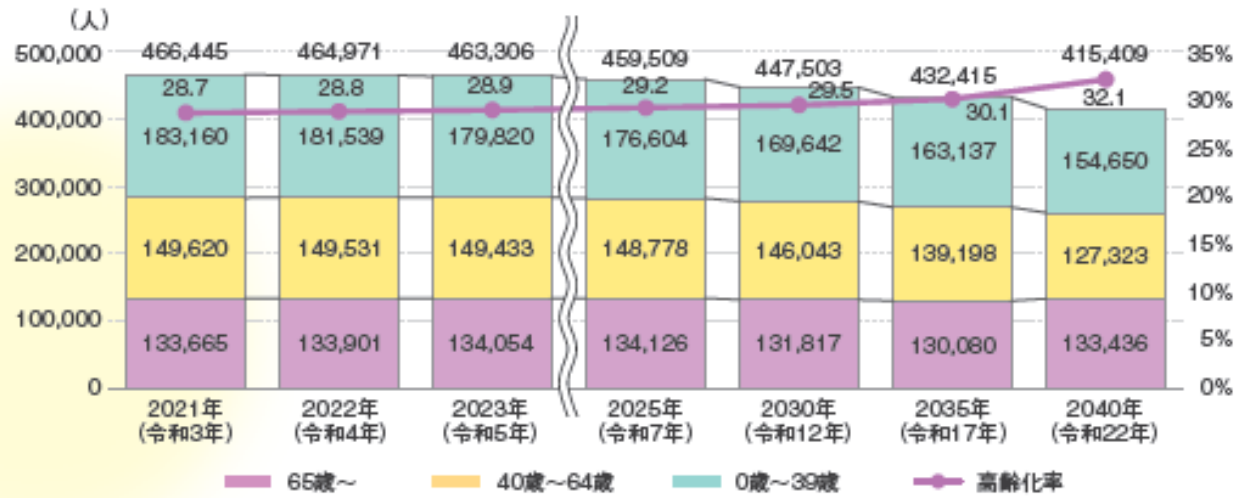 (人)
500,000 466,445 464,971 463,306 459,509 447,503 432,415 415,409 35%
28.7 28.8 28.9 29.2 29.5 30.1 32.1 30%
400,000
183,160 181,539 179,820 176,604 169,642 163,137 154,650 25%
300,000 20%
149,620 149,531 149,433 148,778 146,043 139,198 127,323 15%
200,000
10%
100,000
133,665 133,901 134,054 134,126 131,817 130,080 133,436 5%
0 0%
2021年 2022年 2023年 2025年 2030年 2035年 2040年
(令和3年) (令和4年) (令和5年) (令和7年) (令和12年) (令和17年) (令和22年)
65歳～ 40歳～64歳 0歳～39歳 高齢化率